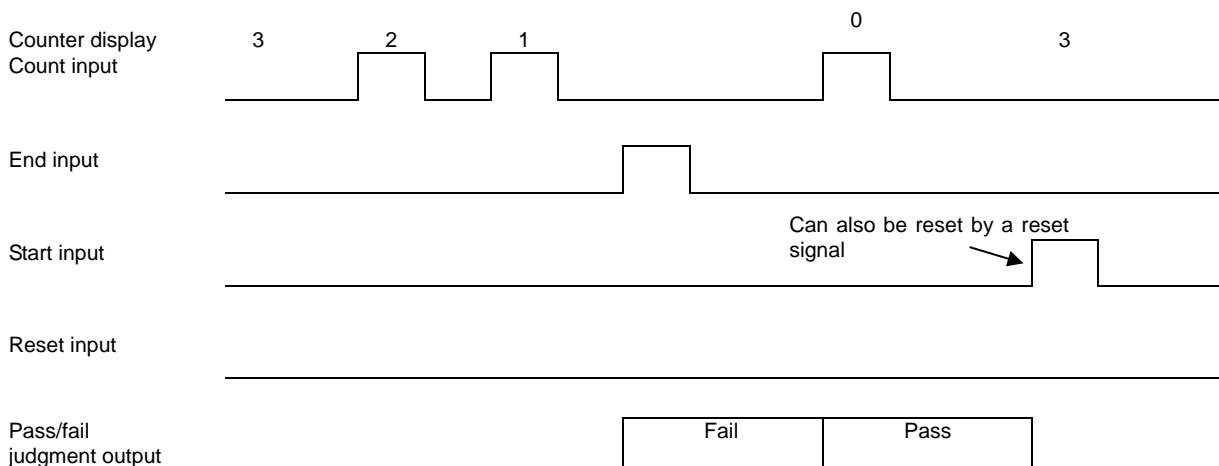 0
Counter display 3 2 1 3
Count input
End input
Can also be reset by a reset
signal
Start input
Reset input
Pass/fail Fail Pass
judgment output